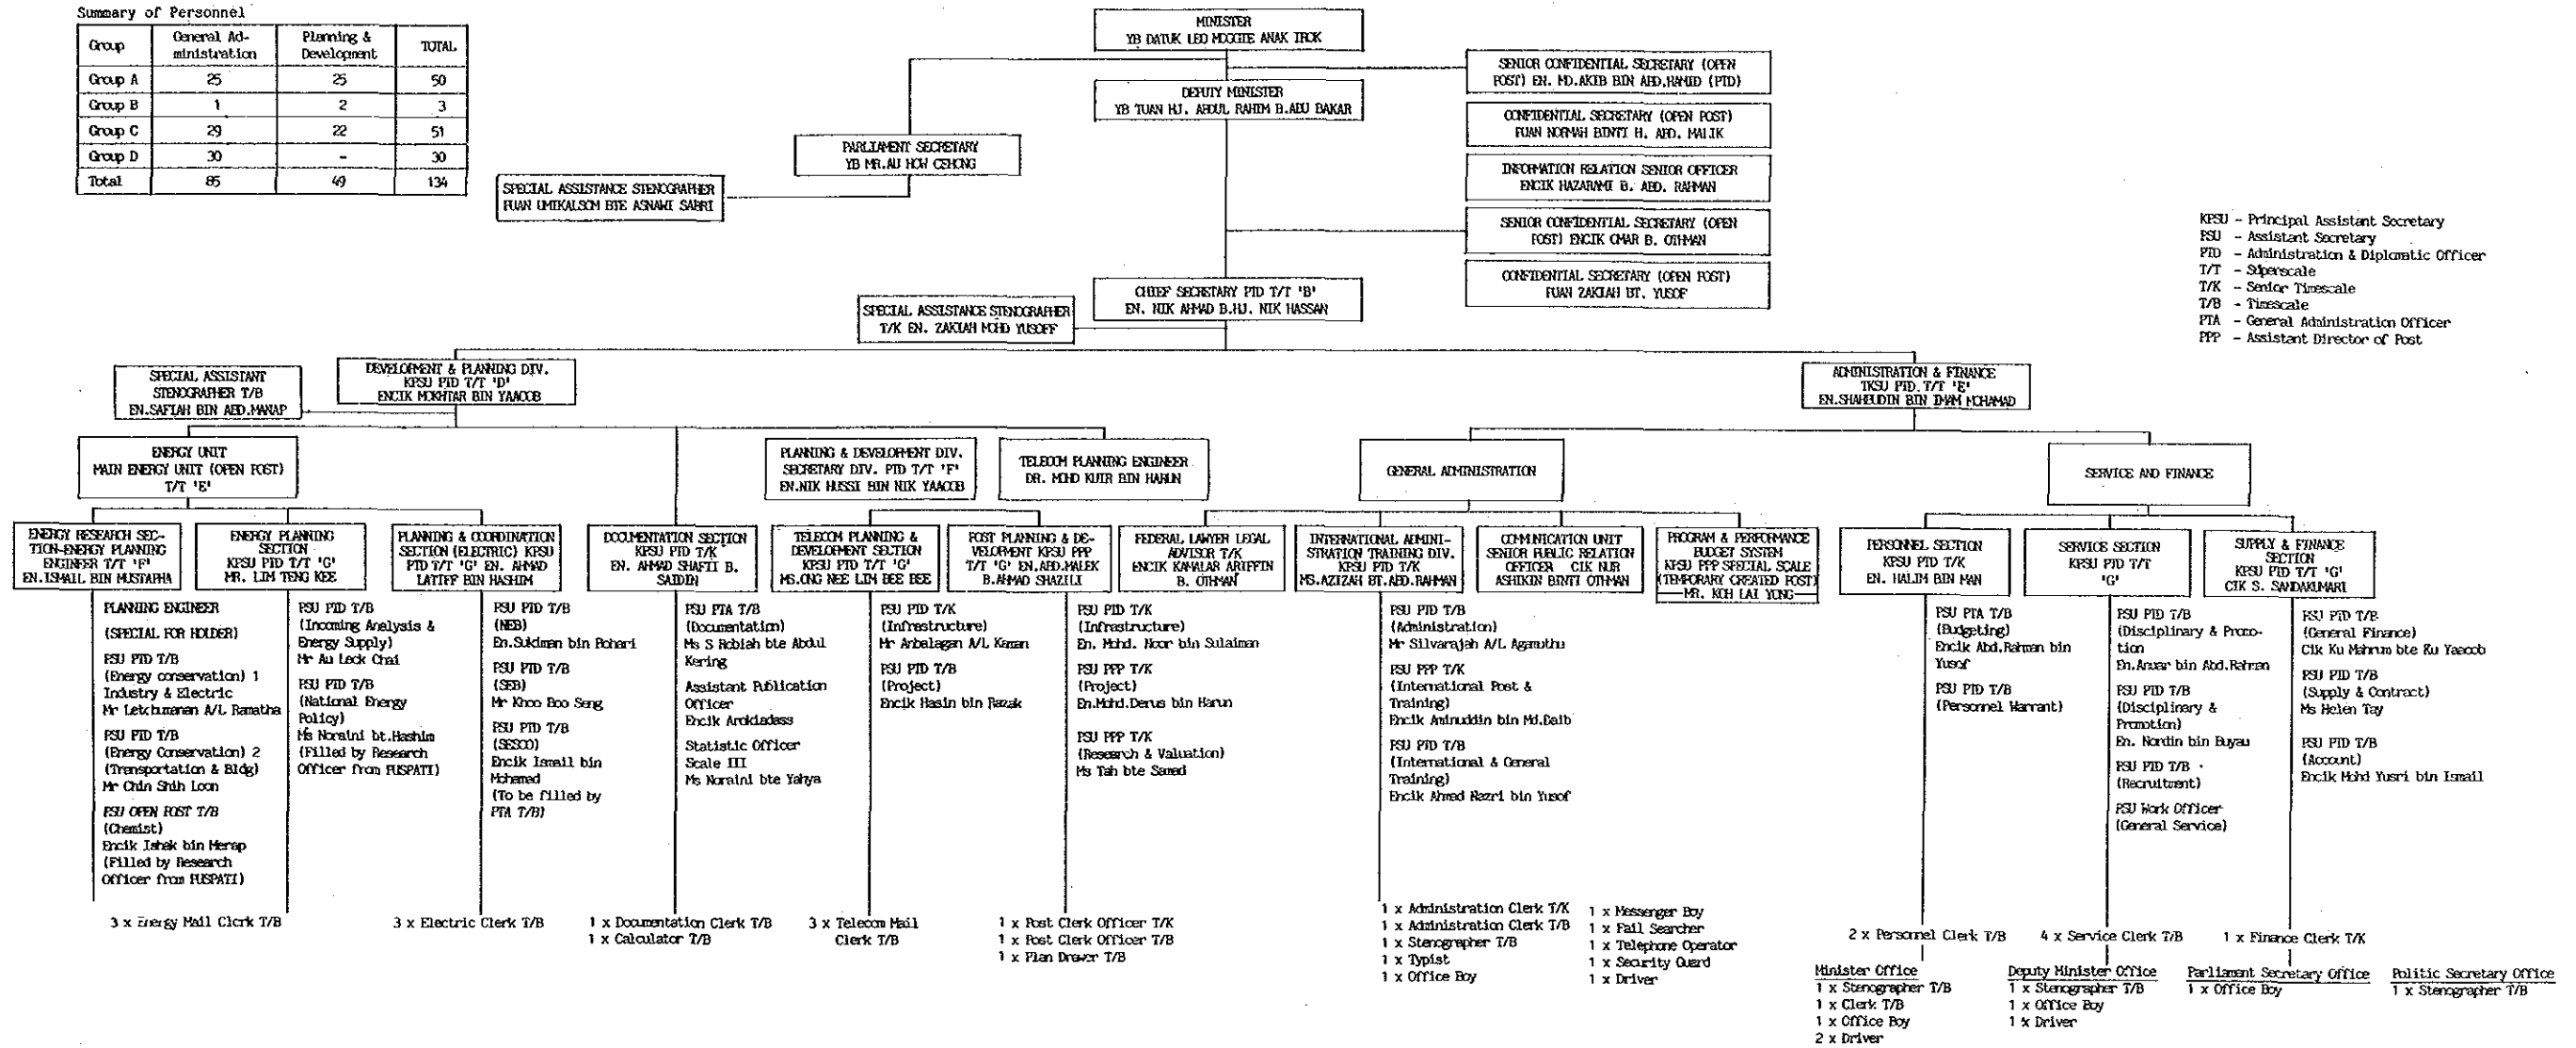 Summary of Personnel
Group General Ad-ministration Planning & Development TOTAL
Group A 25 25 50
Group B 1 2 3
Group C 29 22 51
Group D 30 - 30
Total 85 49 134
MINISTER
YB DATUK LEO MOGGIE ANAK IROK
SENIOR CONFIDENTIAL SECRETARY (OPEN
POST) EN. MD.AKIB BIN ABD.HAMID (PTD)
DEPUTY MINISTER
YB TUAN HJ. ABDUL RAHIM B.ABU BAKAR
CONFIDENTIAL SECRETARY (OPEN POST)
PUAN NORMAH BINTI H. ABD. MALIK
PARLIAMENT SECRETARY
YB MR.AU HOW CEHONG
INFORMATION RELATION SENIOR OFFICER
ENCIK HAZARAMI B. ABD. RAHMAN
SPECIAL ASSISTANCE STENOGRAPHER
PUAN UMIKALSOM BTE ASNAWI SABRI
SENIOR CONFIDENTIAL SECRETARY (OPEN
POST) ENCIK OMAR B. OTHMAN
CONFIDENTIAL SECRETARY (OPEN POST)
PUAN ZAKIAH BT. YUSOF
KPSU - Principal Assistant Secretary
PSU - Assistant Secretary
PTD - Administration & Diplomatic Officer
T/T - Superscale
T/K - Senior Timescale
T/B - Timescale
PTA - General Administration Officer
PPP - Assistant Director of Post
CHIEF SECRETARY PTD T/T 'B'
EN. NIK AHMAD B.HJ. NIK HASSAN
SPECIAL ASSISTANCE STENOGRAPHER
T/K EN. ZAKIAH MOHD YUSOFF
SPECIAL ASSISTANT
STENOGRAPHER T/B
EN.SAFIAH BIN ABD.MANAP
DEVELOPMENT & PLANNING DIV.
KPSU PTD T/T 'D'
ENCIK MOKHTAR BIN YAACOB
ADMINISTRATION & FINANCE
TKSU PTD. T/T 'E'
EN.SHAHBUDIN BIN IMAM MOHAMAD
ENERGY UNIT
MAIN ENERGY UNIT (OPEN POST)
T/T 'E'
PLANNING & DEVELOPMENT DIV.
SECRETARY DIV. PTD T/T 'F'
EN.NIK HUSSI BIN NIK YAACOB
TELECOM PLANNING ENGINEER
DR. MOHD KHIR BIN HARUN
GENERAL ADMINISTRATION
SERVICE AND FINANCE
ENERGY RESEARCH SEC-
TION-ENERGY PLANNING
ENGINEER T/T 'F'
EN.ISMAIL BIN MUSTAPHA
PLANNING ENGINEER
(SPECIAL FOR HOLDER)
PSU PTD T/B
(Energy conservation) 1
Industry & Electric
Mr Letchumanan A/L Ramatha
PSU PTD T/B
(Energy Conservation) 2
(Transportation & Bldg)
Mr Chin Shih Loon
PSU OPEN POST T/B
(Chemist)
Encik Ishak bin Merap
(Filled by Research
Officer from PUSPATI)
ENERGY PLANNING
SECTION
KPSU PTD T/T 'G'
MR. LIM TENG KEE
PSU PTD T/B
(Incoming Analysis &
Energy Supply)
Mr Au Leck Chai
PSU PTD T/B
(National Energy
Policy)
Ms Noraini bt.Hashim
(Filled by Research
Officer from PUSPATI)
3 x Energy Mail Clerk T/B
PLANNING & COORDINATION
SECTION (ELECTRIC) KPSU
PTD T/T 'G' EN. AHMAD
LATIFF BIN HASHIM
PSU PTD T/B
(NEB)
En.Sukiman bin Bohari
PSU PTD T/B
(SEB)
Mr Khoo Boo Seng
PSU PTD T/B
(SESCO)
Encik Ismail bin
Mohamed
(To be filled by
PTA T/B)
3 x Electric Clerk T/B
DOCUMENTATION SECTION
KPSU PTD T/K
EN. AHMAD SHAFII B.
SAIDIN
PSU PTA T/B
(Documentation)
Ms S Robiah bte Abdul
Kering
Assistant Publication
Officer
Encik Arokiadass
Statistic Officer
Scale III
Ms Noraini bte Yahya
1 x Documentation Clerk T/B
1 x Calculator T/B
TELECOM PLANNING &
DEVELOPMENT SECTION
KPSU PTD T/T 'G'
MS.ONG NEE LIM BEE BEE
PSU PTD T/K
(Infrastructure)
Mr Anbalagan A/L Kannan
PSU PTD T/B
(Project)
Encik Hasin bin Razak
3 x Telecom Mail
Clerk T/B
POST PLANNING & DE-
VELOPMENT KPSU PPP
T/T 'G' EN.ABD.MALEK
B.AHMAD SHAZILI
PSU PTD T/K
(Infrastructure)
En. Mohd. Noor bin Sulaiman
PSU PPP T/K
(Project)
En.Mohd.Derus bin Harun
PSU PPP T/K
(Research & Valuation)
Ms Tah bte Samad
1 x Post Clerk Officer T/K
1 x Post Clerk Officer T/B
1 x Plan Drawer T/B
FEDERAL LAWYER LEGAL
ADVISOR T/K
ENCIK KAMALAR ARIFFIN
B. OTHMAN
INTERNATIONAL ADMINI-
STRATION TRAINING DIV.
KPSU PTD T/K
MS.AZIZAH BT.ABD.RAHMAN
PSU PTD T/B
(Administration)
Mr Silvarajah A/L Agamuthu
PSU PPP T/K
(International Post &
Training)
Encik Aminuddin bin Md.Daib
PSU PTD T/B
(International & General
Training)
Encik Ahmad Nazri bin Yusof
1 x Administration Clerk T/K
1 x Administration Clerk T/B
1 x Stenographer T/B
1 x Typist
1 x Office Boy
1 x Messenger Boy
1 x Fail Searcher
1 x Telephone Operator
1 x Security Guard
1 x Driver
COMMUNICATION UNIT
SENIOR PUBLIC RELATION
OFFICER CIK NUR
ASHIKIN BINTI OTHMAN
PROGRAM & PERFORMANCE
BUDGET SYSTEM
KPSU PPP SPECIAL SCALE
(TEMPORARY CREATED POST)
MR. KOH LAI YONG
PERSONNEL SECTION
KPSU PTD T/K
EN. HALIM BIN MAN
PSU PTA T/B
(Budgeting)
Encik Abd.Rahman bin
Yusof
PSU PTD T/B
(Personnel Warrant)
2 x Personnel Clerk T/B
SERVICE SECTION
KPSU PTD T/T
'G'
PSU PTD T/B
(Disciplinary & Promo-
tion
En.Anuar bin Abd.Rahman
PSU PTD T/B
(Disciplinary &
Promotion)
En. Nordin bin Buyau
PSU PTD T/B
(Recruitment)
PSU Work Officer
(General Service)
4 x Service Clerk T/B
SUPPLY & FINANCE
SECTION
KPSU PTD T/T 'G'
CIK S. SANDAKUMARI
PSU PTD T/B
(General Finance)
Cik Ku Mahrum bte Ku Yaacob
PSU PTD T/B
(Supply & Contract)
Ms Helen Tay
PSU PTD T/B
(Account)
Encik Mohd Yusri bin Ismail
1 x Finance Clerk T/K
Minister Office
1 x Stenographer T/B
1 x Clerk T/B
1 x Office Boy
2 x Driver
Deputy Minister Office
1 x Stenographer T/B
1 x Office Boy
1 x Driver
Parliament Secretary Office
1 x Office Boy
Politic Secretary Office
1 x Stenographer T/B